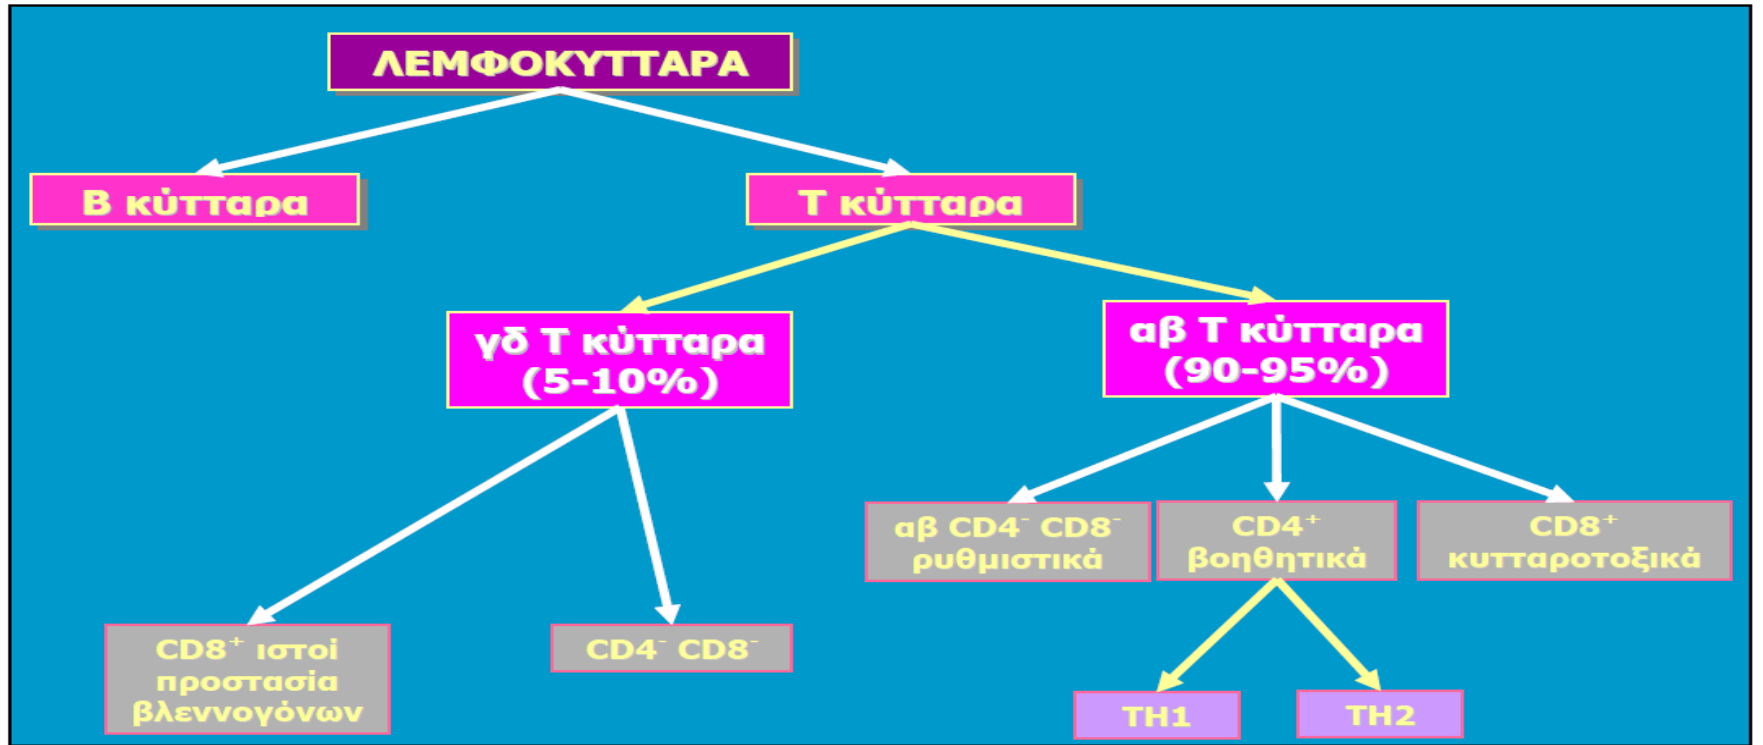 ΛΕΜΦΟΚΥΤΤΑΡΑ
Β κύτταρα
Τ κύτταρα
γδ Τ κύτταρα
(5-10%)
αβ Τ κύτταρα
(90-95%)
αβ CD4⁻ CD8⁻
ρυθμιστικά
CD4⁺
βοηθητικά
CD8⁺
κυτταροτοξικά
CD8⁺ ιστοί
προστασία
βλεννογόνων
CD4⁻ CD8⁻
TH1
TH2